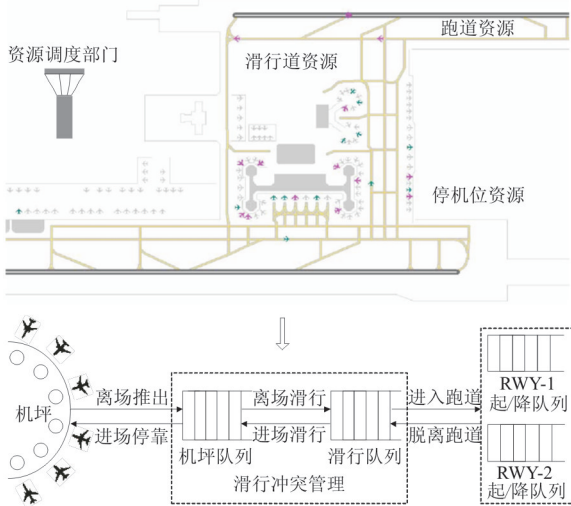 跑道资源
资源调度部门
滑行道资源
停机位资源
机坪
离场推出
进场停靠
机坪队列
离场滑行
进场滑行
滑行队列
滑行冲突管理
进入跑道
脱离跑道
RWY-1
起/降队列
RWY-2
起/降队列